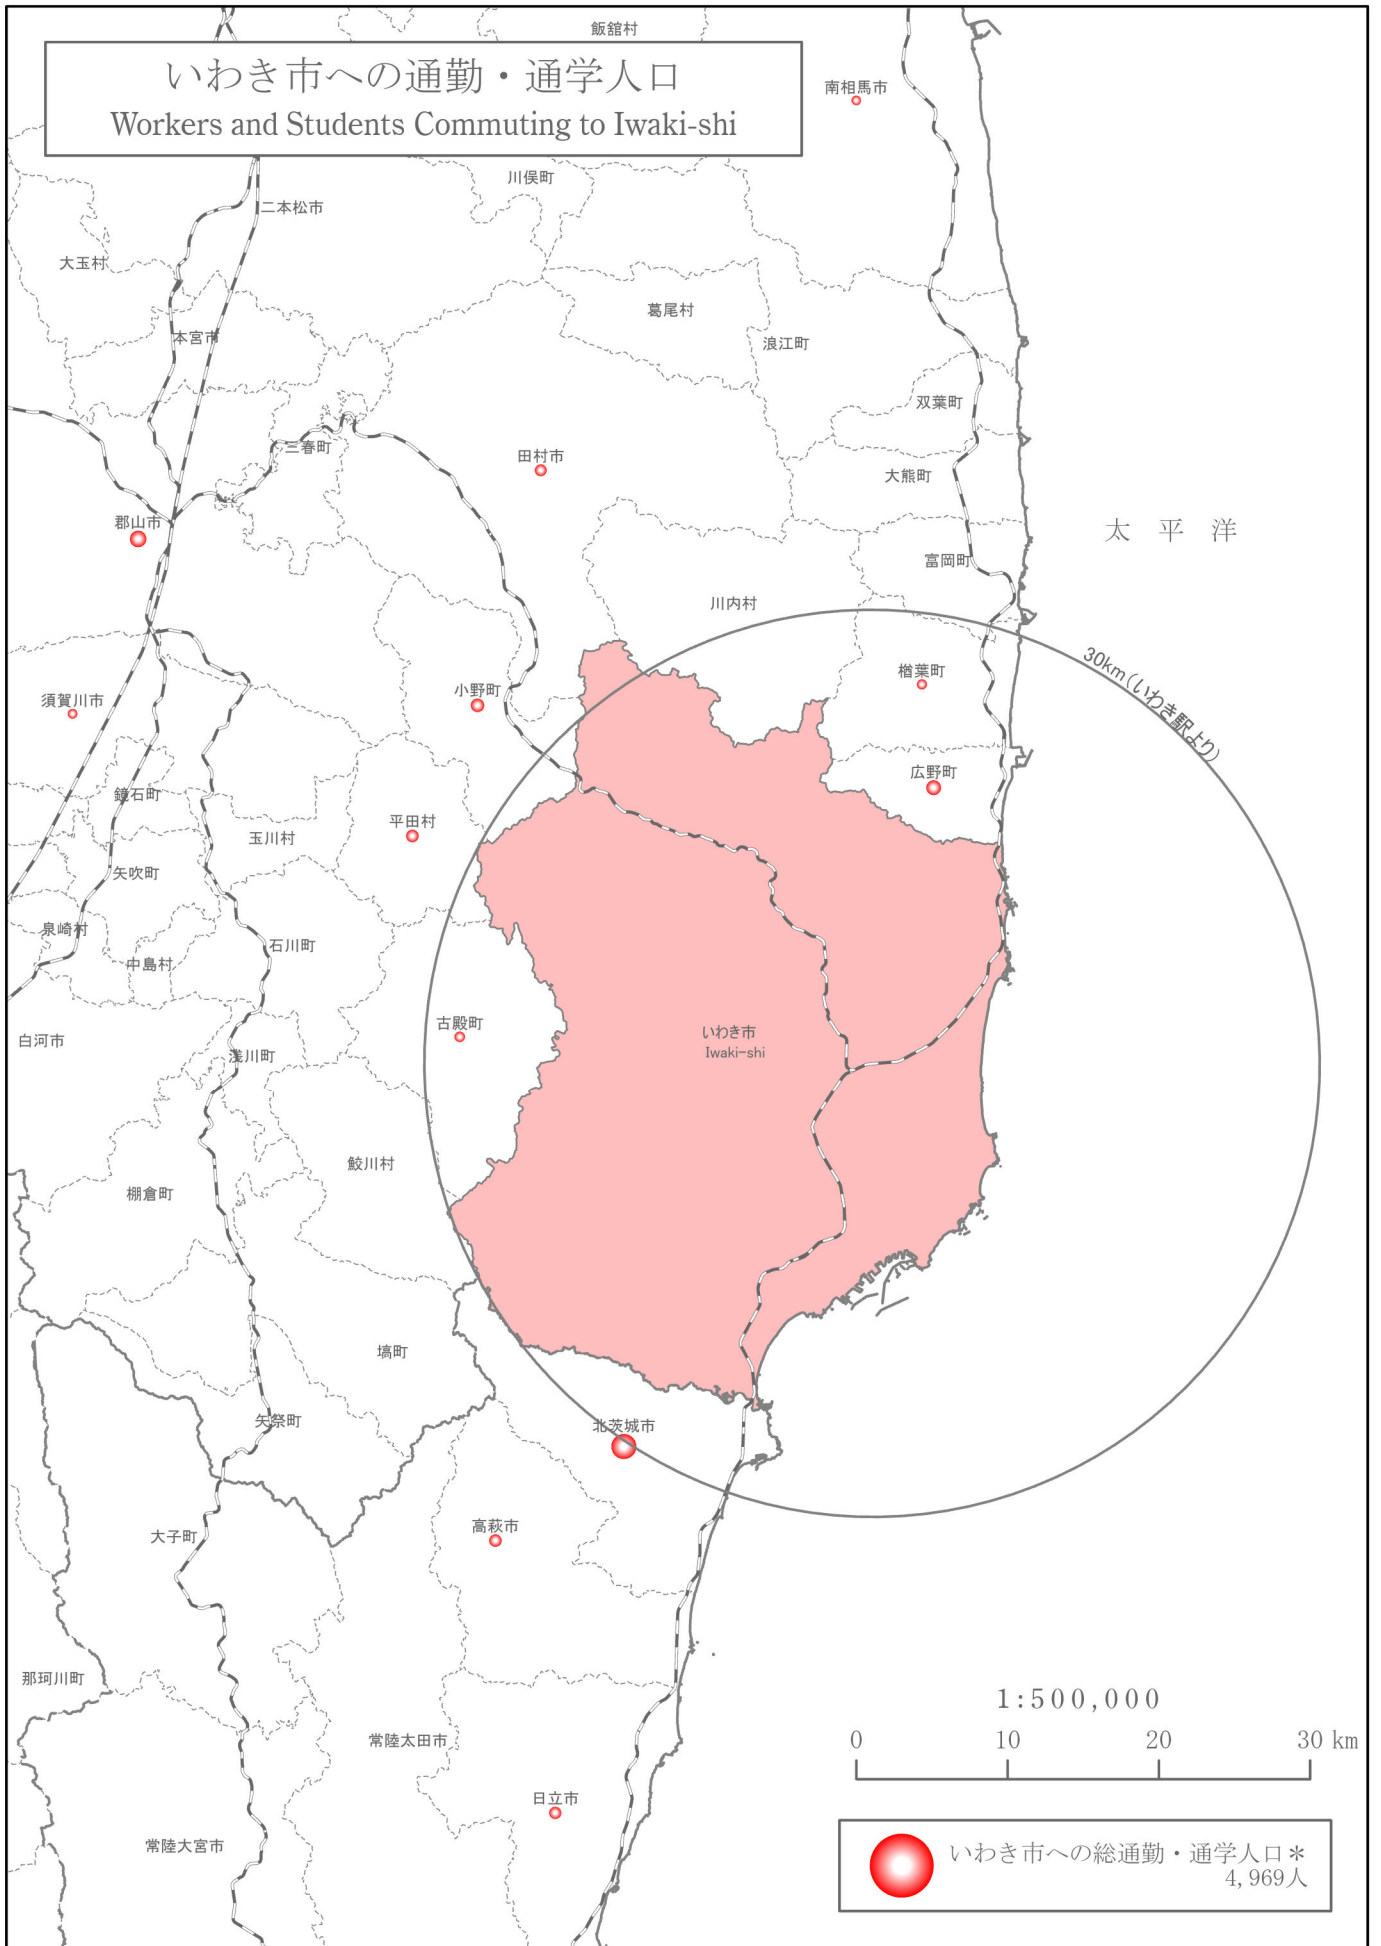 飯舘村
いわき市への通勤・通学人口
Workers and Students Commuting to Iwaki-shi
南相馬市
川俣町
二本松市
大玉村
葛尾村
本宮市
浪江町
双葉町
三春町
田村市
大熊町
郡山市
太平洋
富岡町
川内村
30km(いわき駅より)
楢葉町
小野町
須賀川市
広野町
鏡石町
平田村
玉川村
矢吹町
泉崎村
石川町
中島村
古殿町
いわき市
Iwaki-shi
白河市
浅川町
鮫川村
棚倉町
塙町
矢祭町
北茨城市
高萩市
大子町
那珂川町
1:500,000
0 10 20 30 km
常陸太田市
日立市
常陸大宮市
いわき市への総通勤・通学人口＊
4,969人